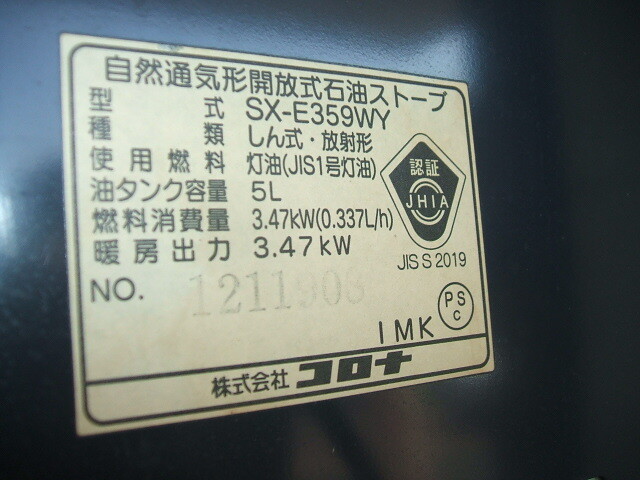 自然通気形開放式石油ストーブ
型式 SX-E359WY
種類 しん式・放射形
使用燃料 灯油(JIS1号灯油)
油タンク容量 5L
燃料消費量 3.47kW(0.337L/h)
暖房出力 3.47kW
認証
JHIA
JIS S 2019
NO.
1MK
PS
C
株式会社 コロナ